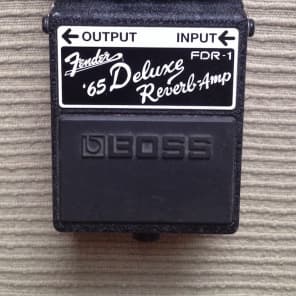 ←OUTPUT INPUT←
Fender FDR-1
'65 Deluxe
Reverb-Amp
BOSS